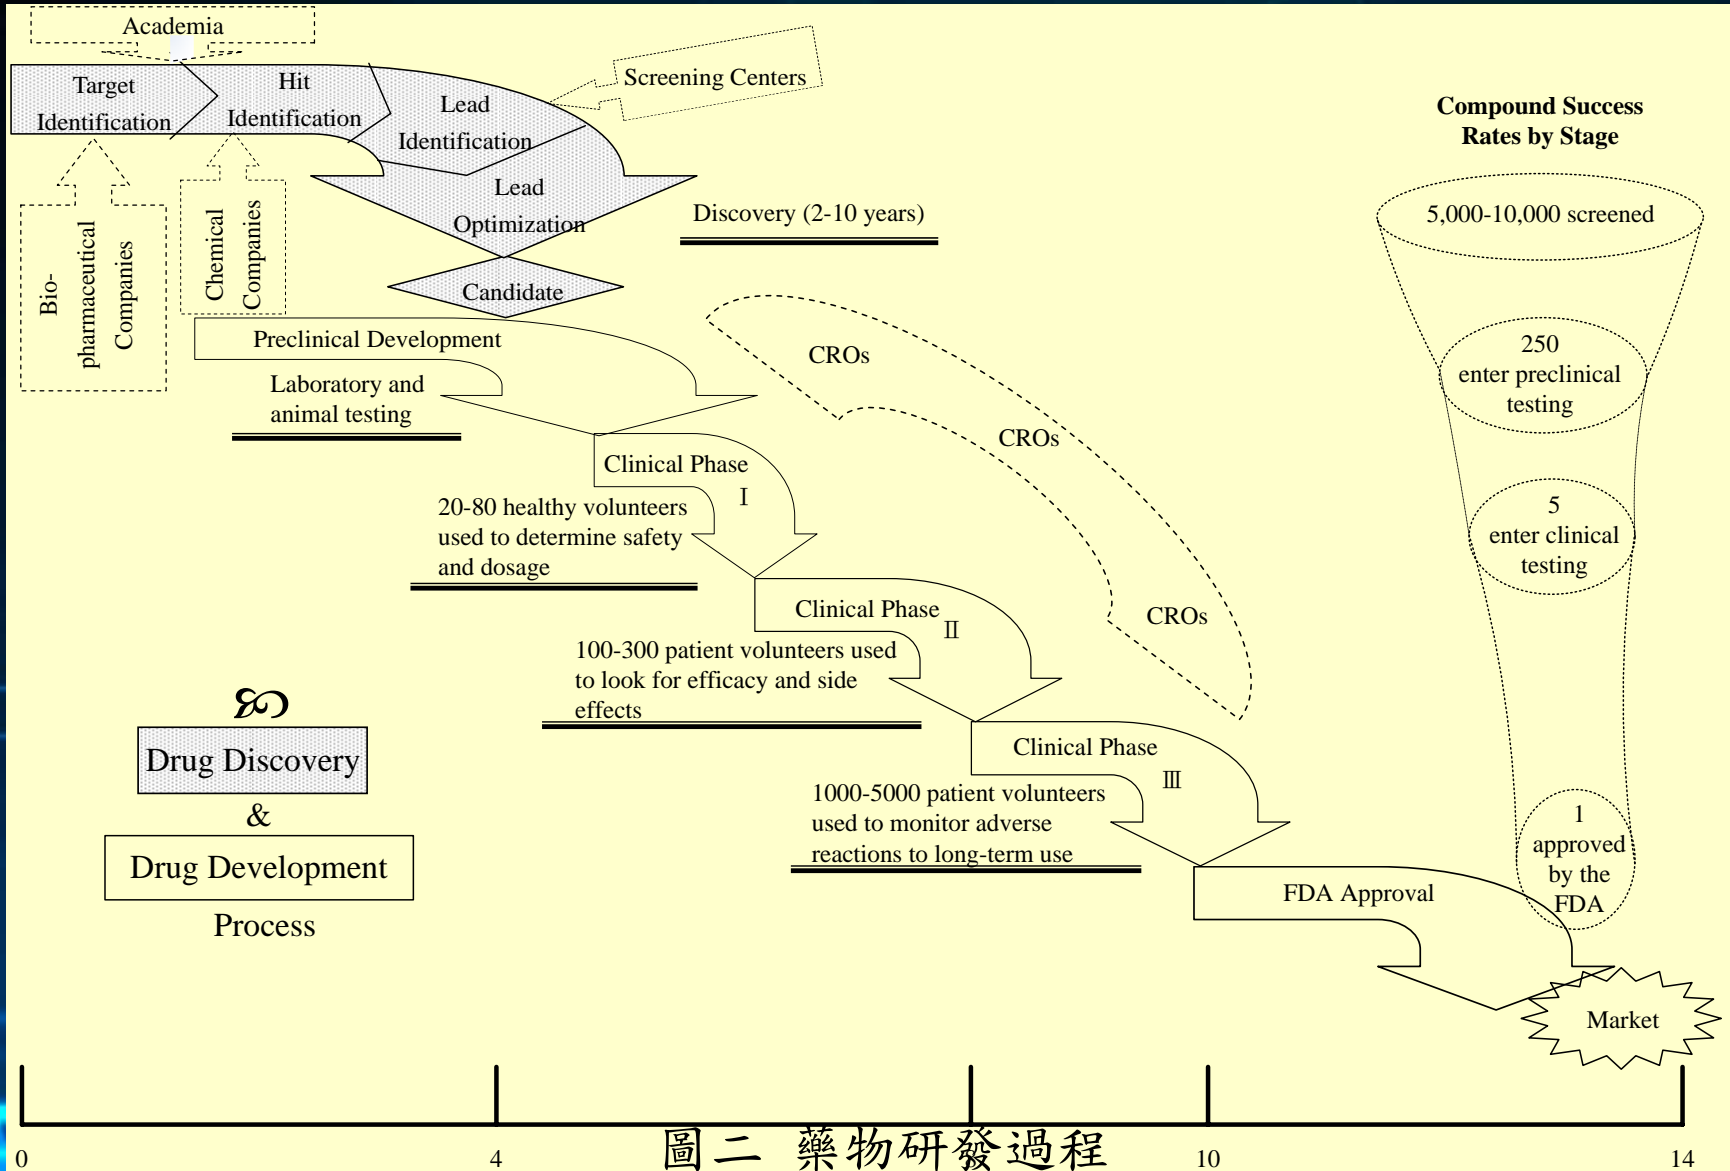 Academia
Target
Identification
Hit
Identification
Lead
Identification
Lead
Optimization
Screening Centers
Bio-
pharmaceutical
Companies
Chemical
Companies
Discovery (2-10 years)
Candidate
Preclinical Development
Laboratory and
animal testing
Clinical Phase
Ⅰ
20-80 healthy volunteers
used to determine safety
and dosage
Clinical Phase
Ⅱ
100-300 patient volunteers used
to look for efficacy and side
effects
Clinical Phase
Ⅲ
1000-5000 patient volunteers
used to monitor adverse
reactions to long-term use
FDA Approval
Market
CROs
CROs
CROs
Compound Success
Rates by Stage
5,000-10,000 screened
250
enter preclinical
testing
5
enter clinical
testing
1
approved
by the
FDA
Drug Discovery
&
Drug Development
Process
0
4
10
14
圖二 藥物研發過程